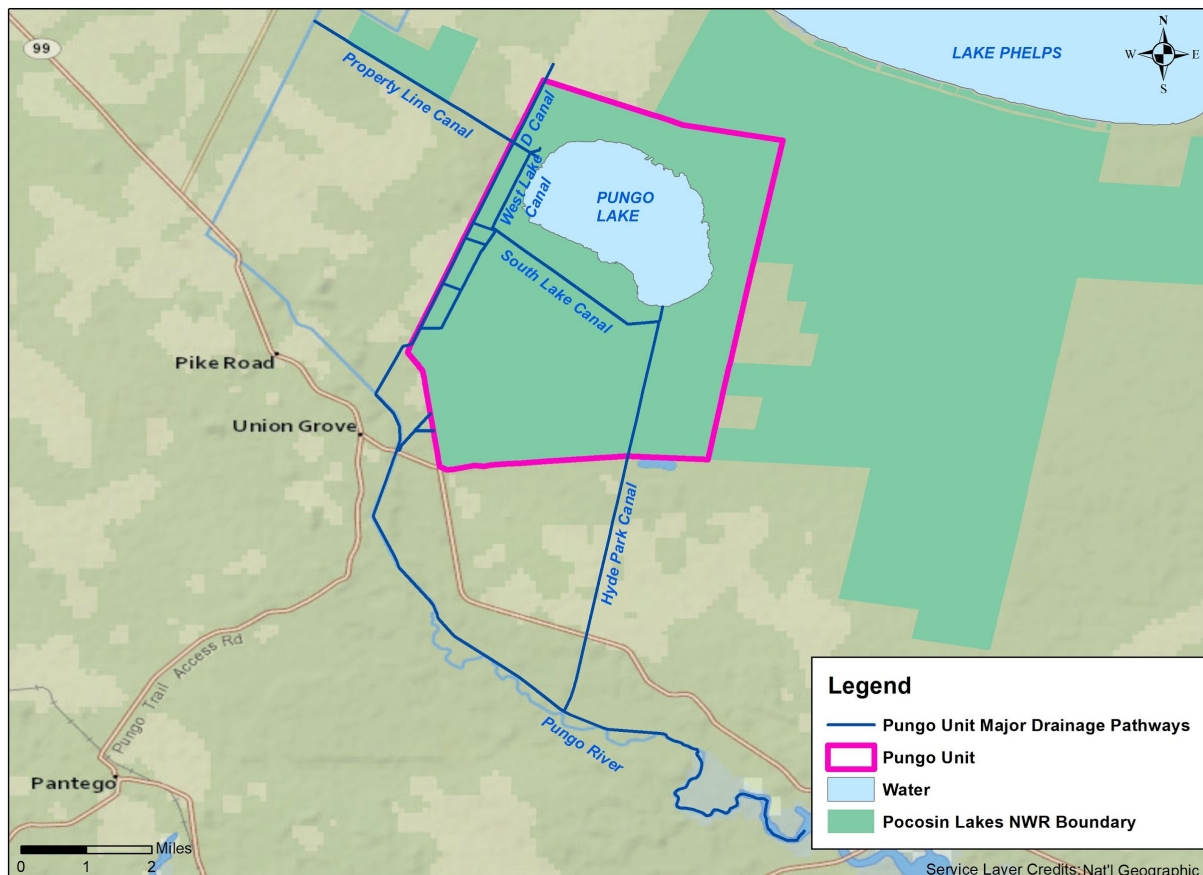 99
N
W
E
S
LAKE PHELPS
Property Line Canal
D Canal
West Lake
Canal
PUNGO
LAKE
South Lake Canal
Pike Road
Union Grove
Hyde Park Canal
Pungo Trail Access Rd
Pungo River
Pantego
Legend
Pungo Unit Major Drainage Pathways
Pungo Unit
Water
Pocosin Lakes NWR Boundary
Miles
0 1 2
Service Layer Credits: Nat'l Geographic